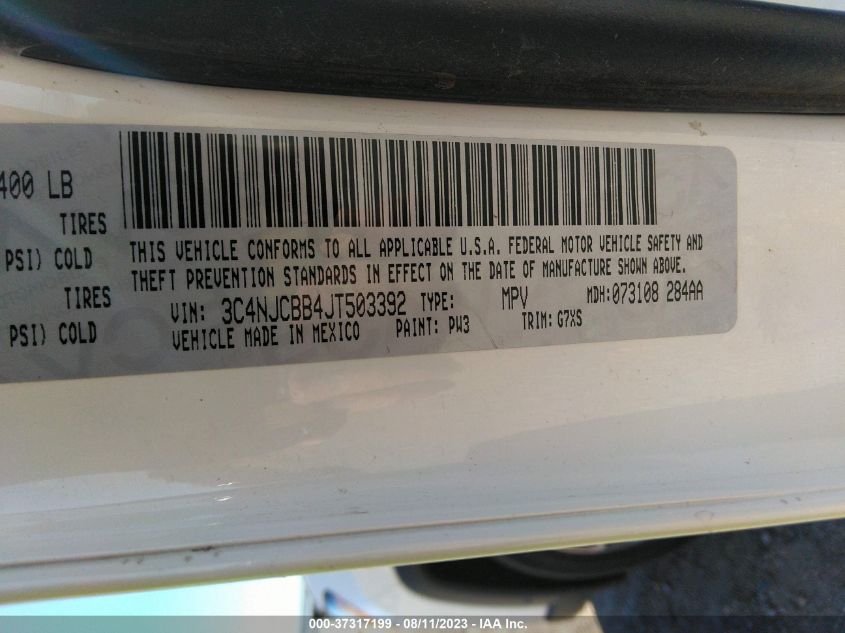 400 LB
TIRES
PSI) COLD
TIRES
PSI) COLD
THIS VEHICLE CONFORMS TO ALL APPLICABLE U.S.A. FEDERAL MOTOR VEHICLE SAFETY AND
THEFT PREVENTION STANDARDS IN EFFECT ON THE DATE OF MANUFACTURE SHOWN ABOVE.
VIN: 3C4NJCBB4JT503392 TYPE: MPV MDH:073108 284AA
VEHICLE MADE IN MEXICO PAINT: PW3 TRIM: G7XS
000-37317199 - 08/11/2023 - IAA Inc.